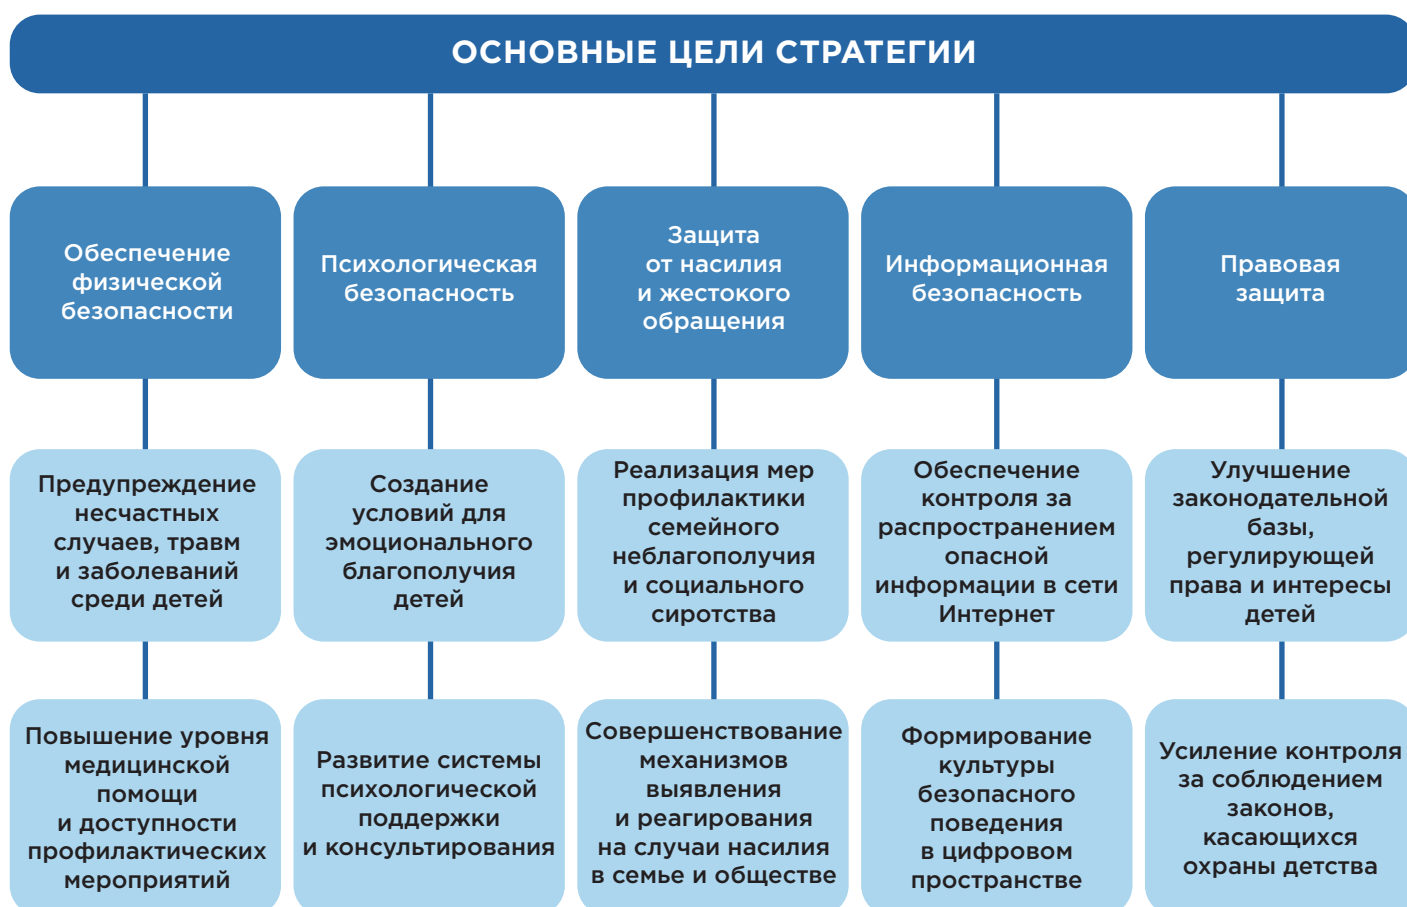 ОСНОВНЫЕ ЦЕЛИ СТРАТЕГИИ
Обеспечение
физической
безопасности
Психологическая
безопасность
Защита
от насилия
и жестокого
обращения
Информационная
безопасность
Правовая
защита
Предупреждение
несчастных
случаев, травм
и заболеваний
среди детей
Создание
условий для
эмоционального
благополучия
детей
Реализация мер
профилактики
семейного
неблагополучия
и социального
сиротства
Обеспечение
контроля за
распространением
опасной
информации в сети
Интернет
Улучшение
законодательной
базы,
регулирующей
права и интересы
детей
Повышение уровня
медицинской
помощи
и доступности
профилактических
мероприятий
Развитие системы
психологической
поддержки
и консультирования
Совершенствование
механизмов
выявления
и реагирования
на случаи насилия
в семье и обществе
Формирование
культуры
безопасного
поведения
в цифровом
пространстве
Усиление контроля
за соблюдением
законов,
касающихся
охраны детства